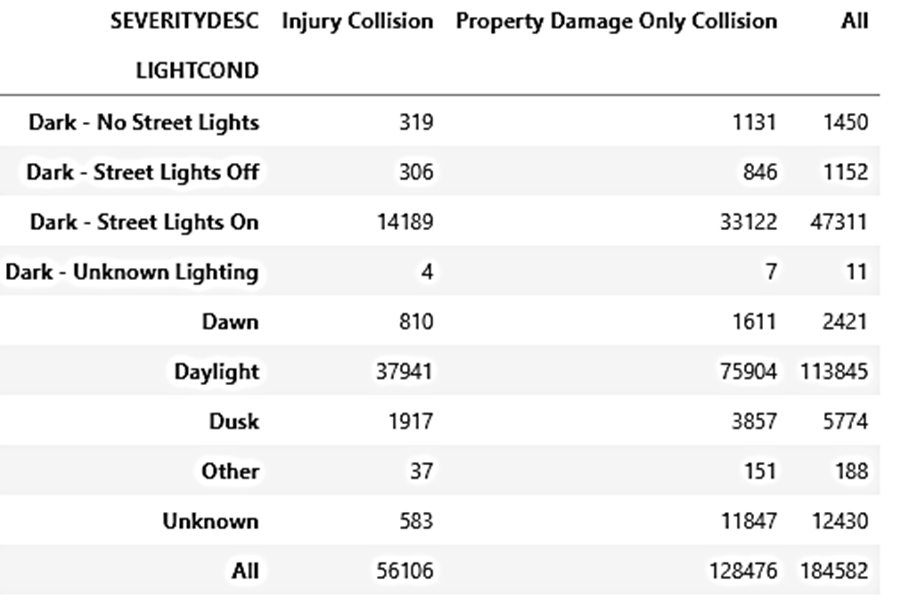 SEVERITYDESC Injury Collision Property Damage Only Collision All
LIGHTCOND
Dark - No Street Lights 319 1131 1450
Dark - Street Lights Off 306 846 1152
Dark - Street Lights On 14189 33122 47311
Dark - Unknown Lighting 4 7 11
Dawn 810 1611 2421
Daylight 37941 75904 113845
Dusk 1917 3857 5774
Other 37 151 188
Unknown 583 11847 12430
All 56106 128476 184582